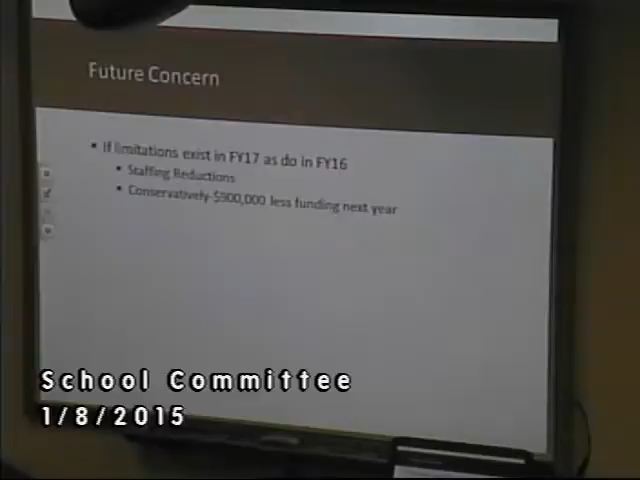 Future Concern
• If limitations exist in FY17 as do in FY16
• Staffing Reductions
• Conservatively $900,000 less funding next year
School Committee
1/8/2015